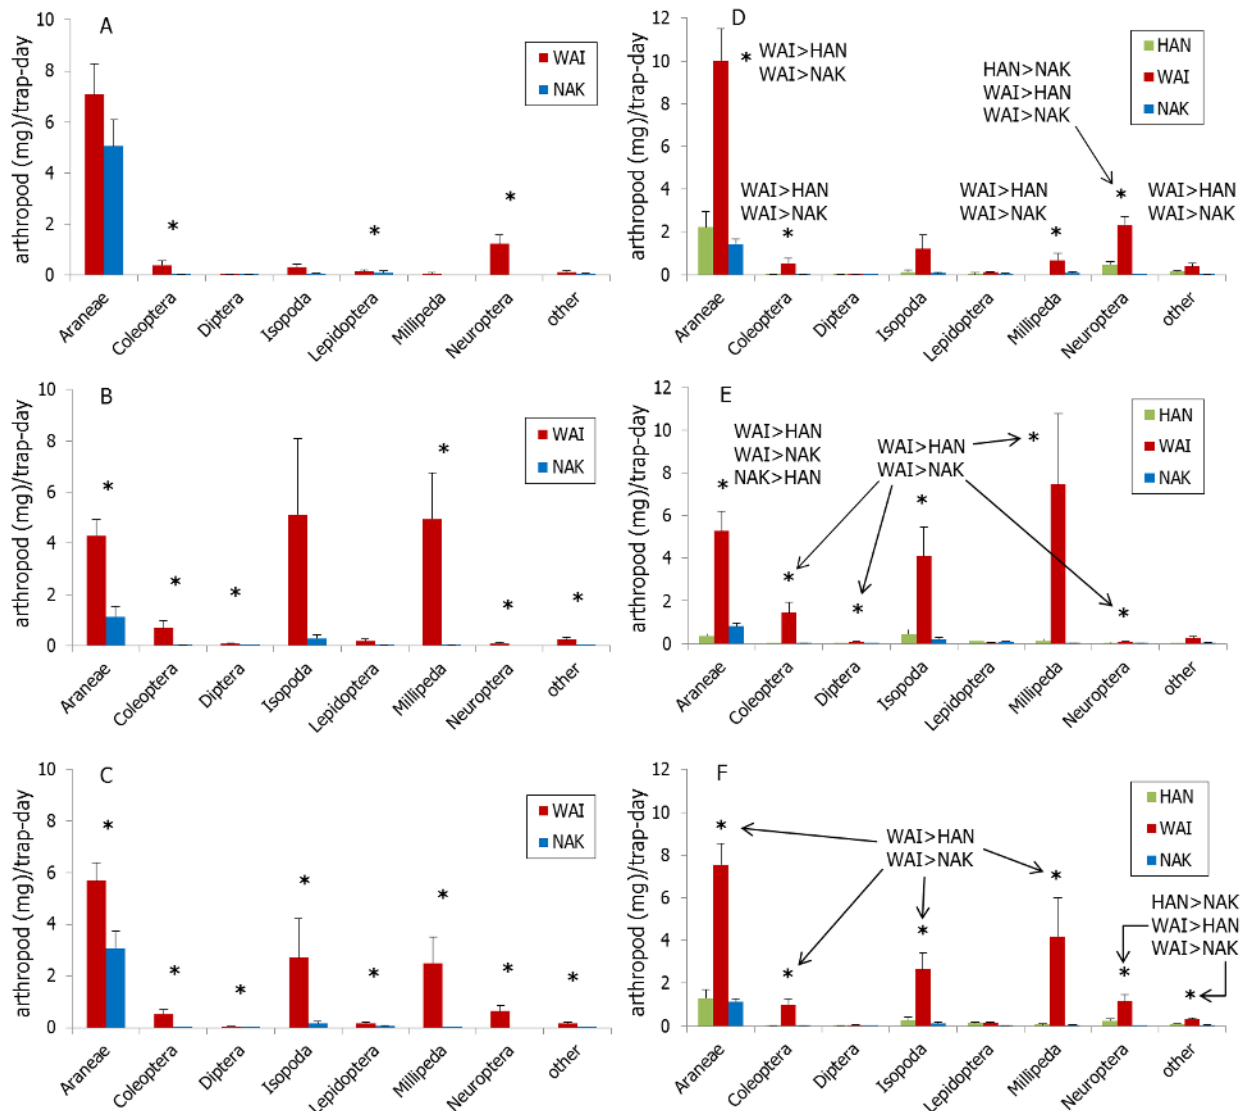 A
arthropod (mg)/trap-day
10
8
6
4
2
0
WAI
NAK
*
*
*
Araneae
Coleoptera
Diptera
Isopoda
Lepidoptera
Millipeda
Neuroptera
other
D
arthropod (mg)/trap-day
12
10
8
6
4
2
0
HAN
WAI
NAK
* WAI>HAN
WAI>NAK
HAN>NAK
WAI>HAN
WAI>NAK
WAI>HAN
WAI>NAK
*
WAI>HAN
WAI>NAK
*
*
WAI>HAN
WAI>NAK
Araneae
Coleoptera
Diptera
Isopoda
Lepidoptera
Millipeda
Neuroptera
other
B
arthropod (mg)/trap-day
10
8
6
4
2
0
WAI
NAK
*
*
*
*
*
*
Araneae
Coleoptera
Diptera
Isopoda
Lepidoptera
Millipeda
Neuroptera
other
E
arthropod (mg)/trap-day
12
10
8
6
4
2
0
HAN
WAI
NAK
WAI>HAN
WAI>NAK
NAK>HAN
*
WAI>HAN
WAI>NAK
*
*
*
*
*
Araneae
Coleoptera
Diptera
Isopoda
Lepidoptera
Millipeda
Neuroptera
other
C
arthropod (mg)/trap-day
10
8
6
4
2
0
WAI
NAK
*
*
*
*
*
*
*
*
Araneae
Coleoptera
Diptera
Isopoda
Lepidoptera
Millipeda
Neuroptera
other
F
arthropod (mg)/trap-day
12
10
8
6
4
2
0
HAN
WAI
NAK
*
WAI>HAN
WAI>NAK
*
*
*
HAN>NAK
WAI>HAN
WAI>NAK
*
*
Araneae
Coleoptera
Diptera
Isopoda
Lepidoptera
Millipeda
Neuroptera
other